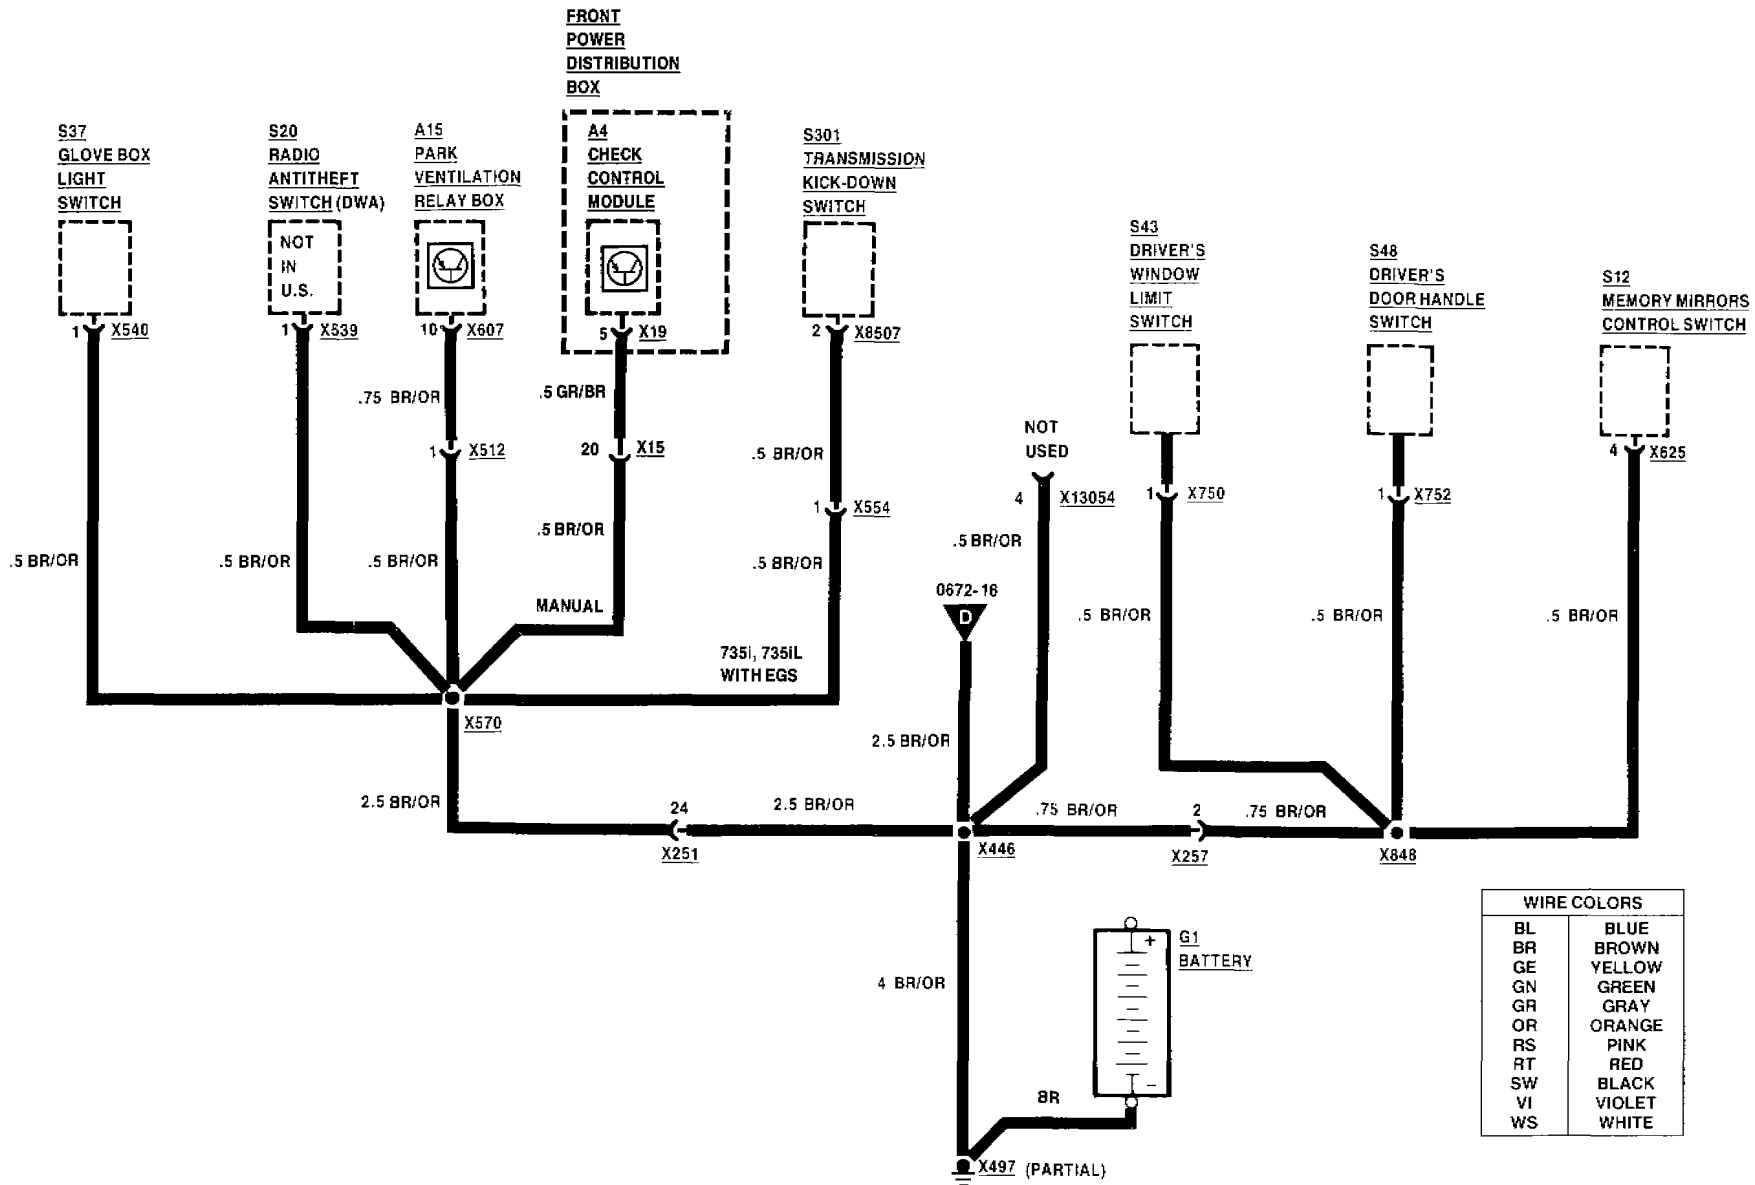 FRONT
POWER
DISTRIBUTION
BOX
S37
GLOVE BOX
LIGHT
SWITCH
S20
RADIO
ANTITHEFT
SWITCH (DWA)
NOT
IN
U.S.
A15
PARK
VENTILATION
RELAY BOX
A4
CHECK
CONTROL
MODULE
S301
TRANSMISSION
KICK-DOWN
SWITCH
S43
DRIVER'S
WINDOW
LIMIT
SWITCH
S48
DRIVER'S
DOOR HANDLE
SWITCH
S12
MEMORY MIRRORS
CONTROL SWITCH
1 X540
1 X539
10 X607
5 X19
2 X8507
.75 BR/OR
.5 GR/BR
1 X512
20 X15
.5 BR/OR
NOT
USED
4 X13054
1 X750
1 X752
4 X625
1 X554
.5 BR/OR
.5 BR/OR
.5 BR/OR
.5 BR/OR
.5 BR/OR
.5 BR/OR
.5 BR/OR
0672-16
D
MANUAL
.5 BR/OR
.5 BR/OR
.5 BR/OR
735i, 735iL
WITH EGS
X570
2.5 BR/OR
2.5 BR/OR
24
X251
2.5 BR/OR
X446
.75 BR/OR
2
X257
.75 BR/OR
X848
4 BR/OR
G1
BATTERY
+
-
BR
X497 (PARTIAL)
WIRE COLORS
BL BLUE
BR BROWN
GE YELLOW
GN GREEN
GR GRAY
OR ORANGE
RS PINK
RT RED
SW BLACK
VI VIOLET
WS WHITE